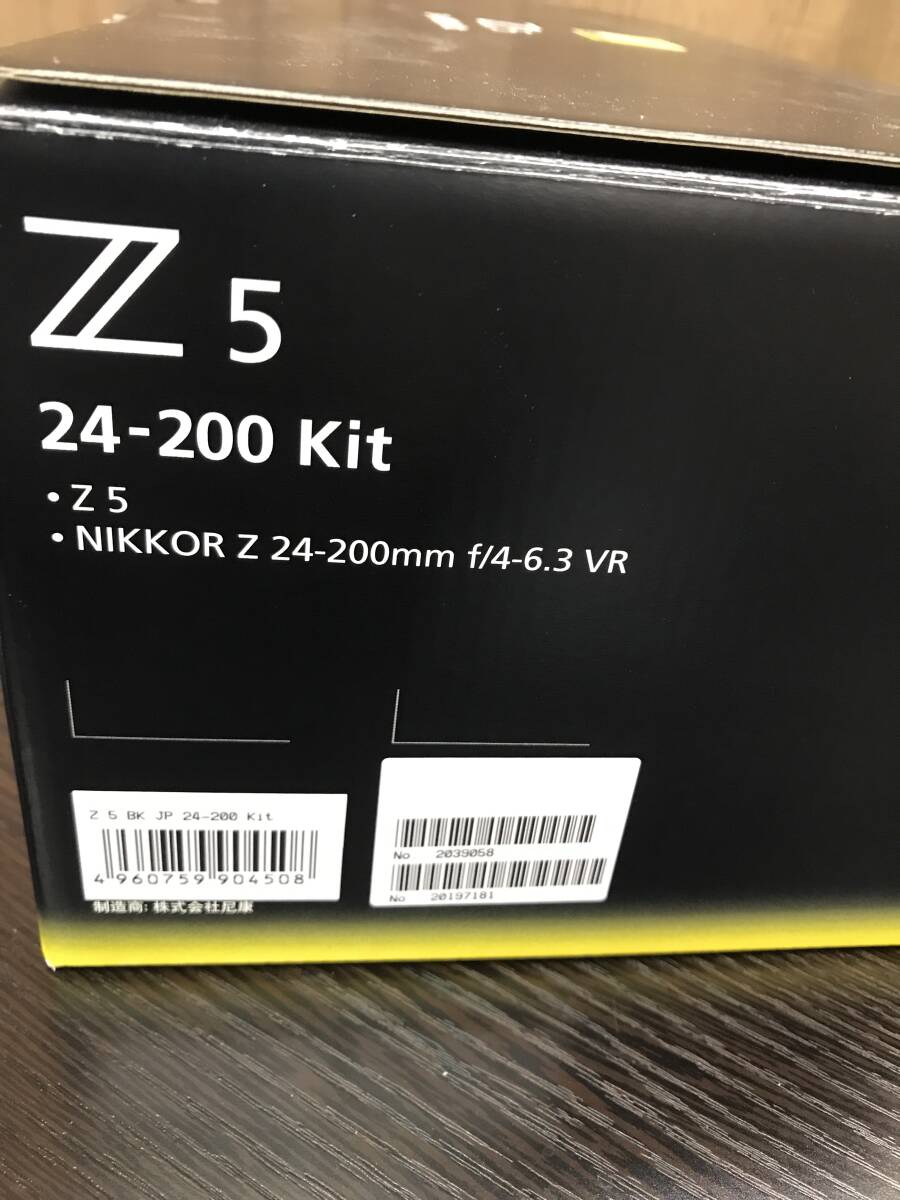 Z 5
24-200 Kit
• Z 5
• NIKKOR Z 24-200mm f/4-6.3 VR
Z 5 BK JP 24-200 Kit
4 960759 904508
制造商: 株式会社尼康
No 2039058
No 20197181